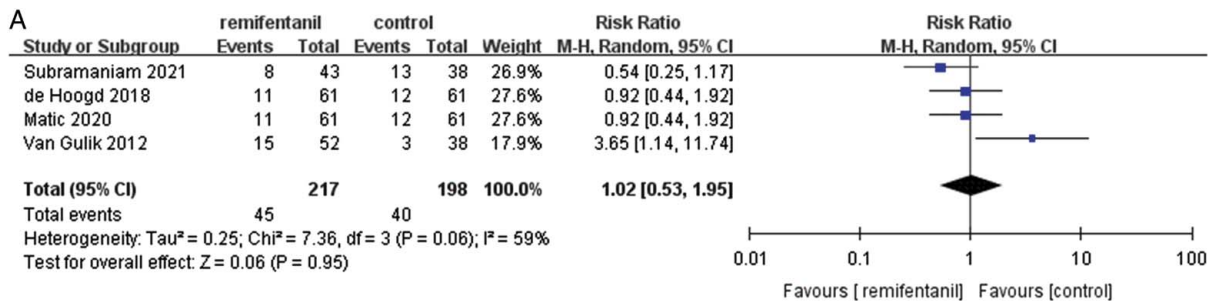 A
remifentanil control Risk Ratio Risk Ratio
Study or Subgroup Events Total Events Total Weight M-H, Random, 95% CI M-H, Random, 95% CI
Subramaniam 2021 8 43 13 38 26.9% 0.54 [0.25, 1.17]
de Hoogd 2018 11 61 12 61 27.6% 0.92 [0.44, 1.92]
Matic 2020 11 61 12 61 27.6% 0.92 [0.44, 1.92]
Van Gulik 2012 15 52 3 38 17.9% 3.65 [1.14, 11.74]
Total (95% CI) 217 198 100.0% 1.02 [0.53, 1.95]
Total events 45 40
Heterogeneity: Tau² = 0.25; Chi² = 7.36, df = 3 (P = 0.06); I² = 59%
Test for overall effect: Z = 0.06 (P = 0.95)
0.01 0.1 1 10 100
Favours [ remifentanil] Favours [control]